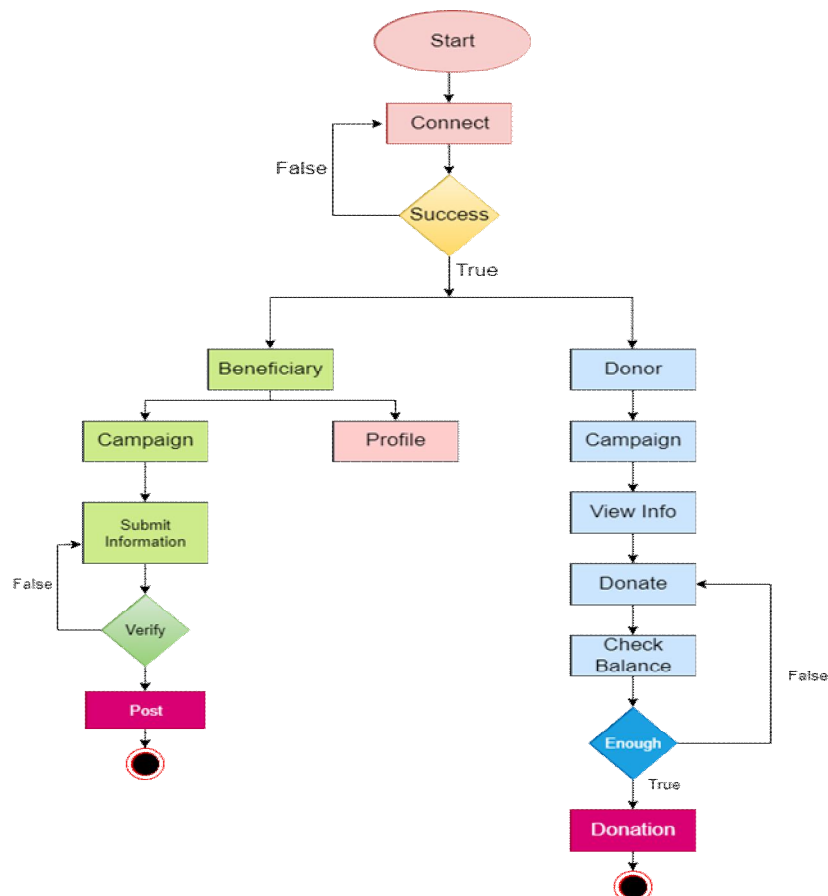 Start
Connect
False
Success
True
Beneficiary
Donor
Campaign
Profile
Campaign
Submit
Information
View Info
False
Donate
Verify
Check
Balance
False
Post
Enough
True
Donation